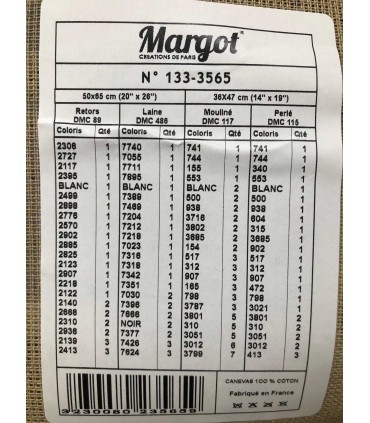 Margot®
CREATIONS DE PARIS
N° 133-3565
50x65 cm (20" x 26") 36X47 cm (14" x 19")
Retors Laine Mouliné Perlé
DMC 89 DMC 486 DMC 117 DMC 115
Coloris Qté Coloris Qté Coloris Qté Coloris Qté
2306 1 7740 1 741 1 741 1
2727 1 7055 1 744 1 744 1
2117 1 7711 1 155 1 340 1
2395 1 7895 1 553 1 553 1
BLANC 1 BLANC 1 BLANC 2 BLANC 1
2499 1 7389 1 500 2 500 1
2898 1 7469 1 938 2 938 1
2776 1 7204 1 3716 2 604 1
2570 1 7212 1 3802 2 315 1
2902 1 7218 1 3685 2 3685 1
2885 1 7023 1 154 2 902 1
2825 1 7316 1 517 3 517 1
2123 1 7318 1 312 3 312 1
2907 1 7342 1 907 3 907 1
2218 1 7351 1 165 3 472 1
2122 1 7030 2 798 3 798 1
2140 2 7396 2 3787 3 3021 1
2666 2 7666 2 3801 5 3801 2
2310 2 NOIR 2 310 5 310 2
2936 2 7377 2 3051 5 3051 2
2139 3 7426 3 3012 6 3012 2
2413 3 7624 3 3799 7 413 3
CANEVAS 100 % COTON
Fabriqué en France
3230060235659